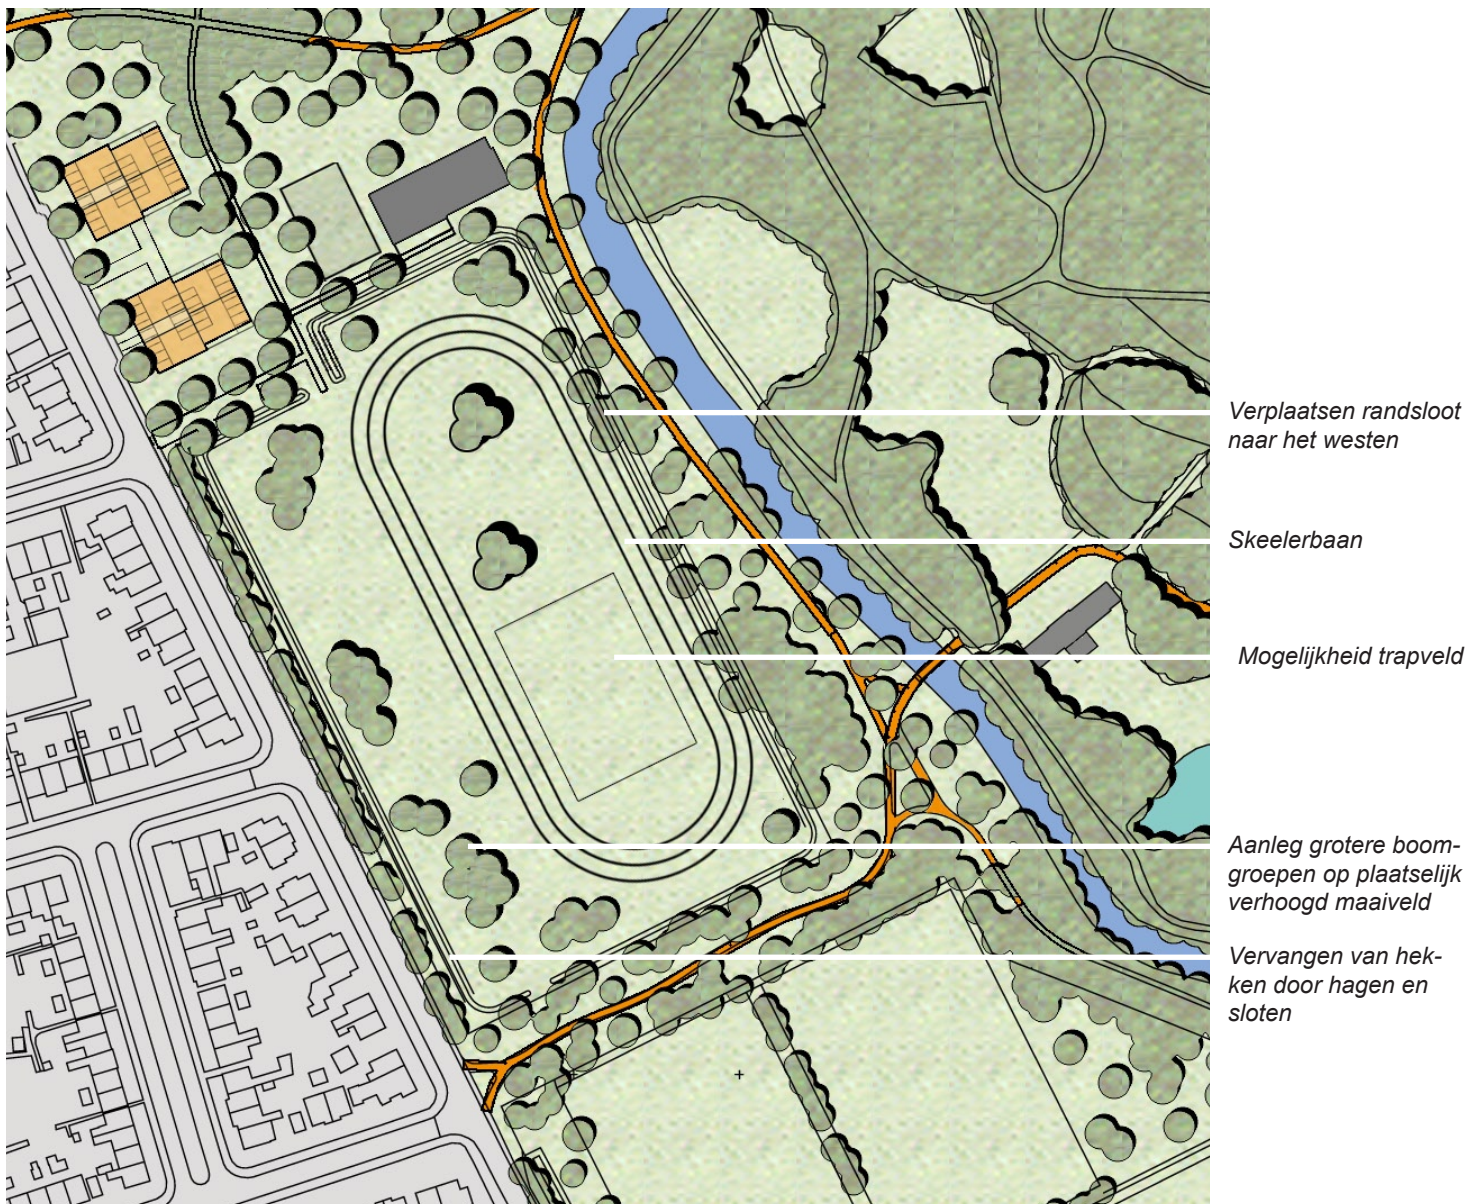 Verplaatsen randsloot
naar het westen
Skeelerbaan
Mogelijkheid trapveld
Aanleg grotere boom-
groepen op plaatselijk
verhoogd maaiveld
Vervangen van hek-
ken door hagen en
sloten